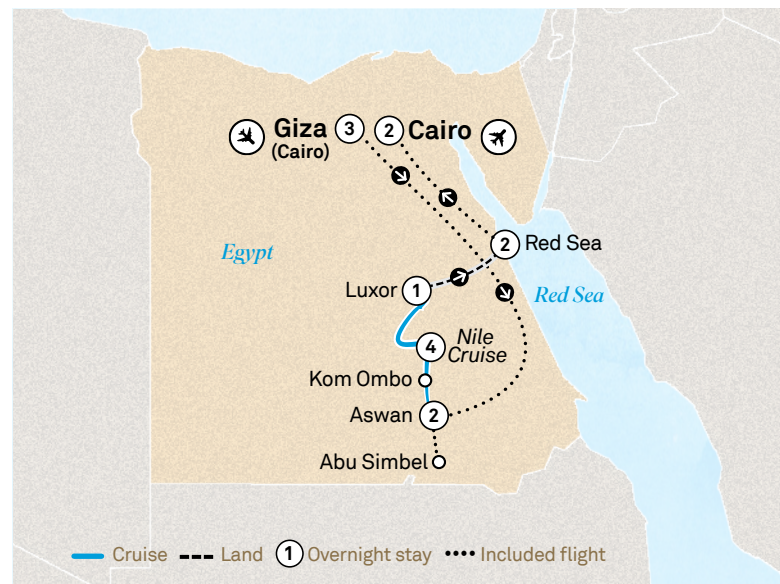 Giza 3 2 Cairo
(Cairo)
2 Red Sea
Egypt
Luxor 1
Red Sea
4 Nile
Cruise
Kom Ombo
Aswan 2
Abu Simbel
Cruise Land 1 Overnight stay Included flight